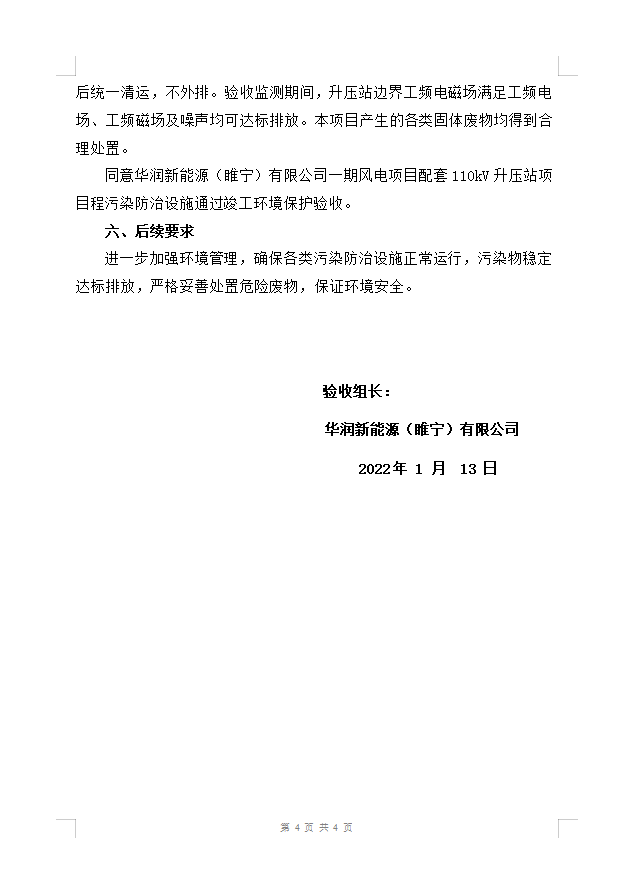 后统一清运，不外排。验收监测期间，升压站边界工频电磁场满足工频电
场、工频磁场及噪声均可达标排放。本项目产生的各类固体废物均得到合
理处置。
同意华润新能源（睢宁）有限公司一期风电项目配套 110kV 升压站项
目程污染防治设施通过竣工环境保护验收。
六、后续要求
进一步加强环境管理，确保各类污染防治设施正常运行，污染物稳定
达标排放，严格妥善处置危险废物，保证环境安全。
验收组长：
华润新能源（睢宁）有限公司
2022年 1 月 13 日
第 4 页 共 4 页